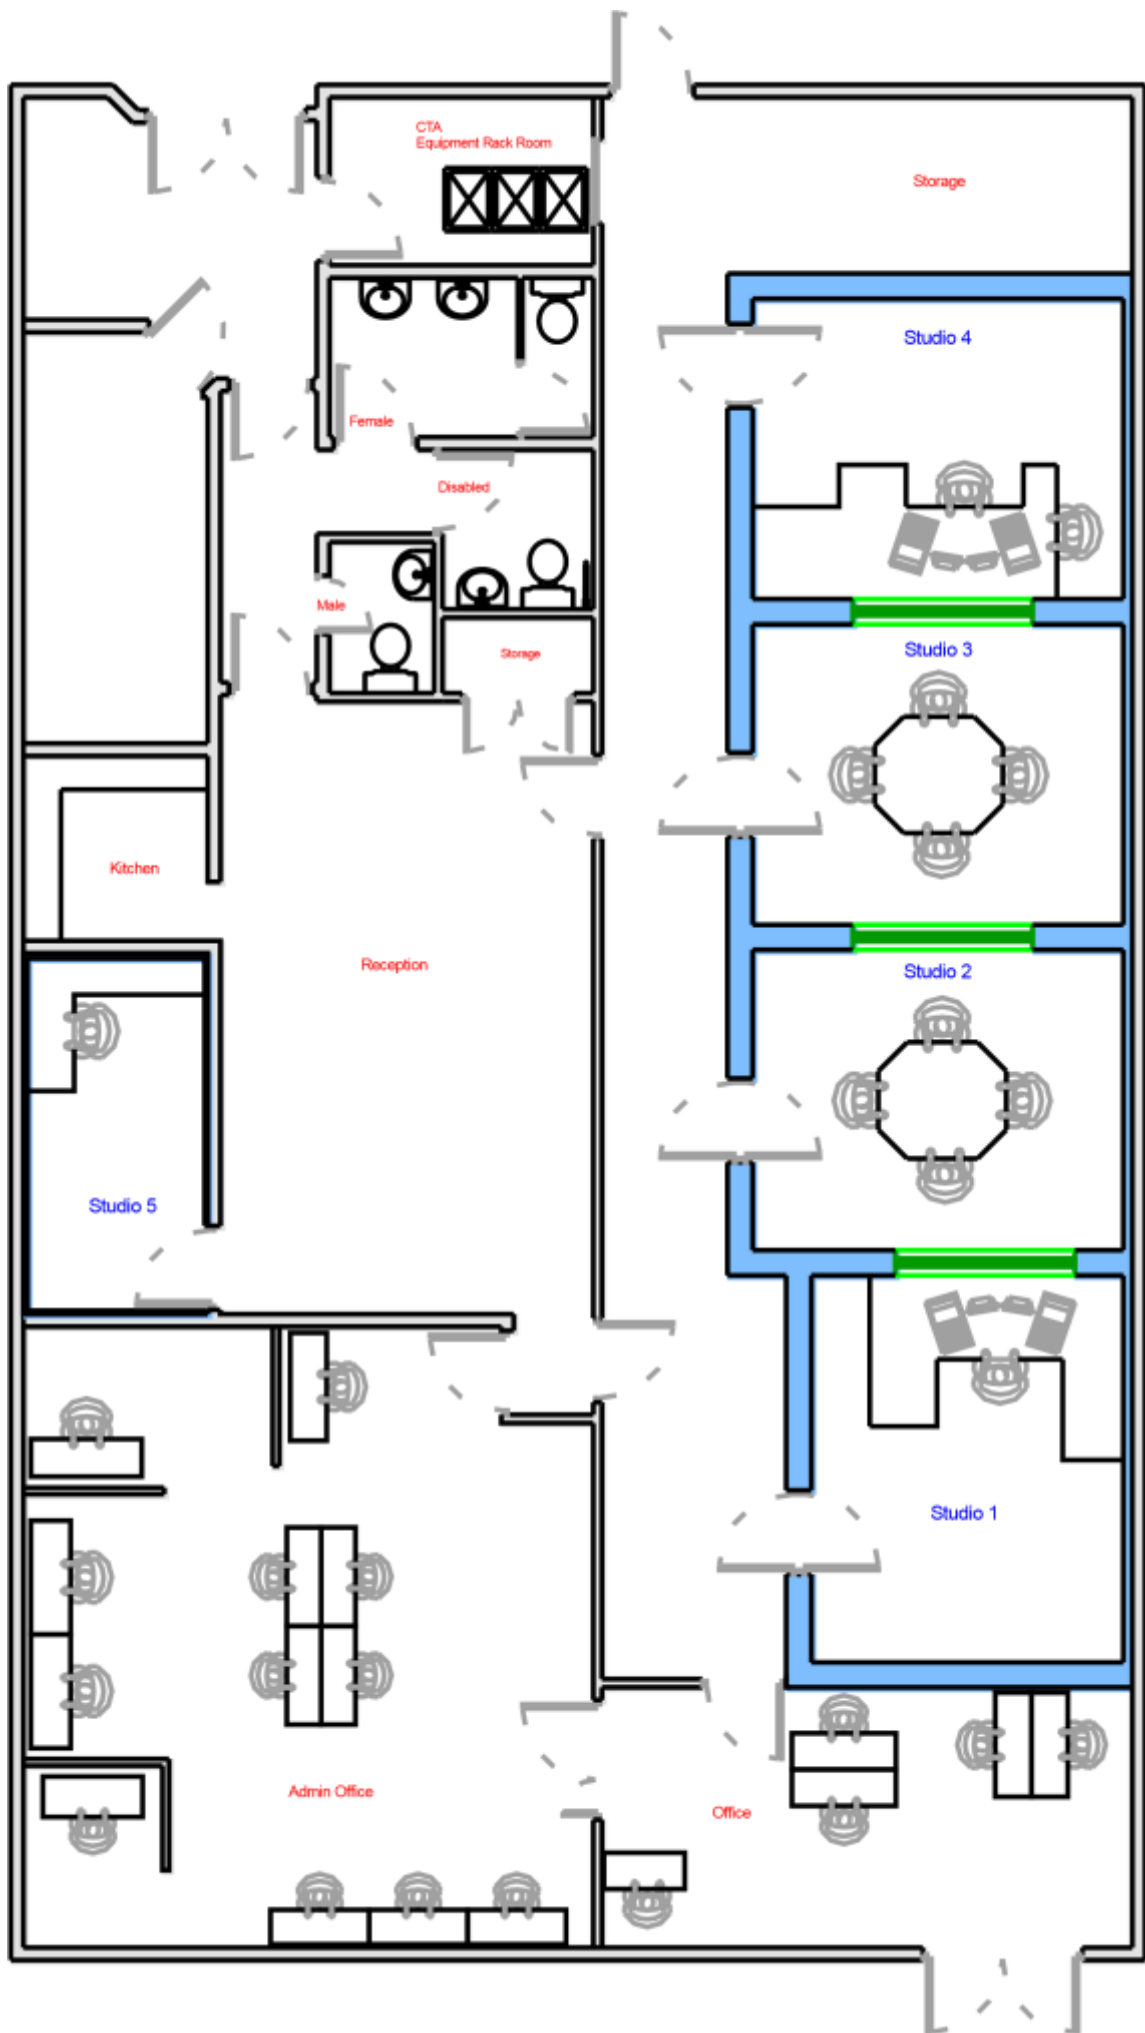 CTA
Equipment Rack Room
Storage
Studio 4
Female
Disabled
Male
Storage
Studio 3
Kitchen
Reception
Studio 2
Studio 5
Studio 1
Admin Office
Office